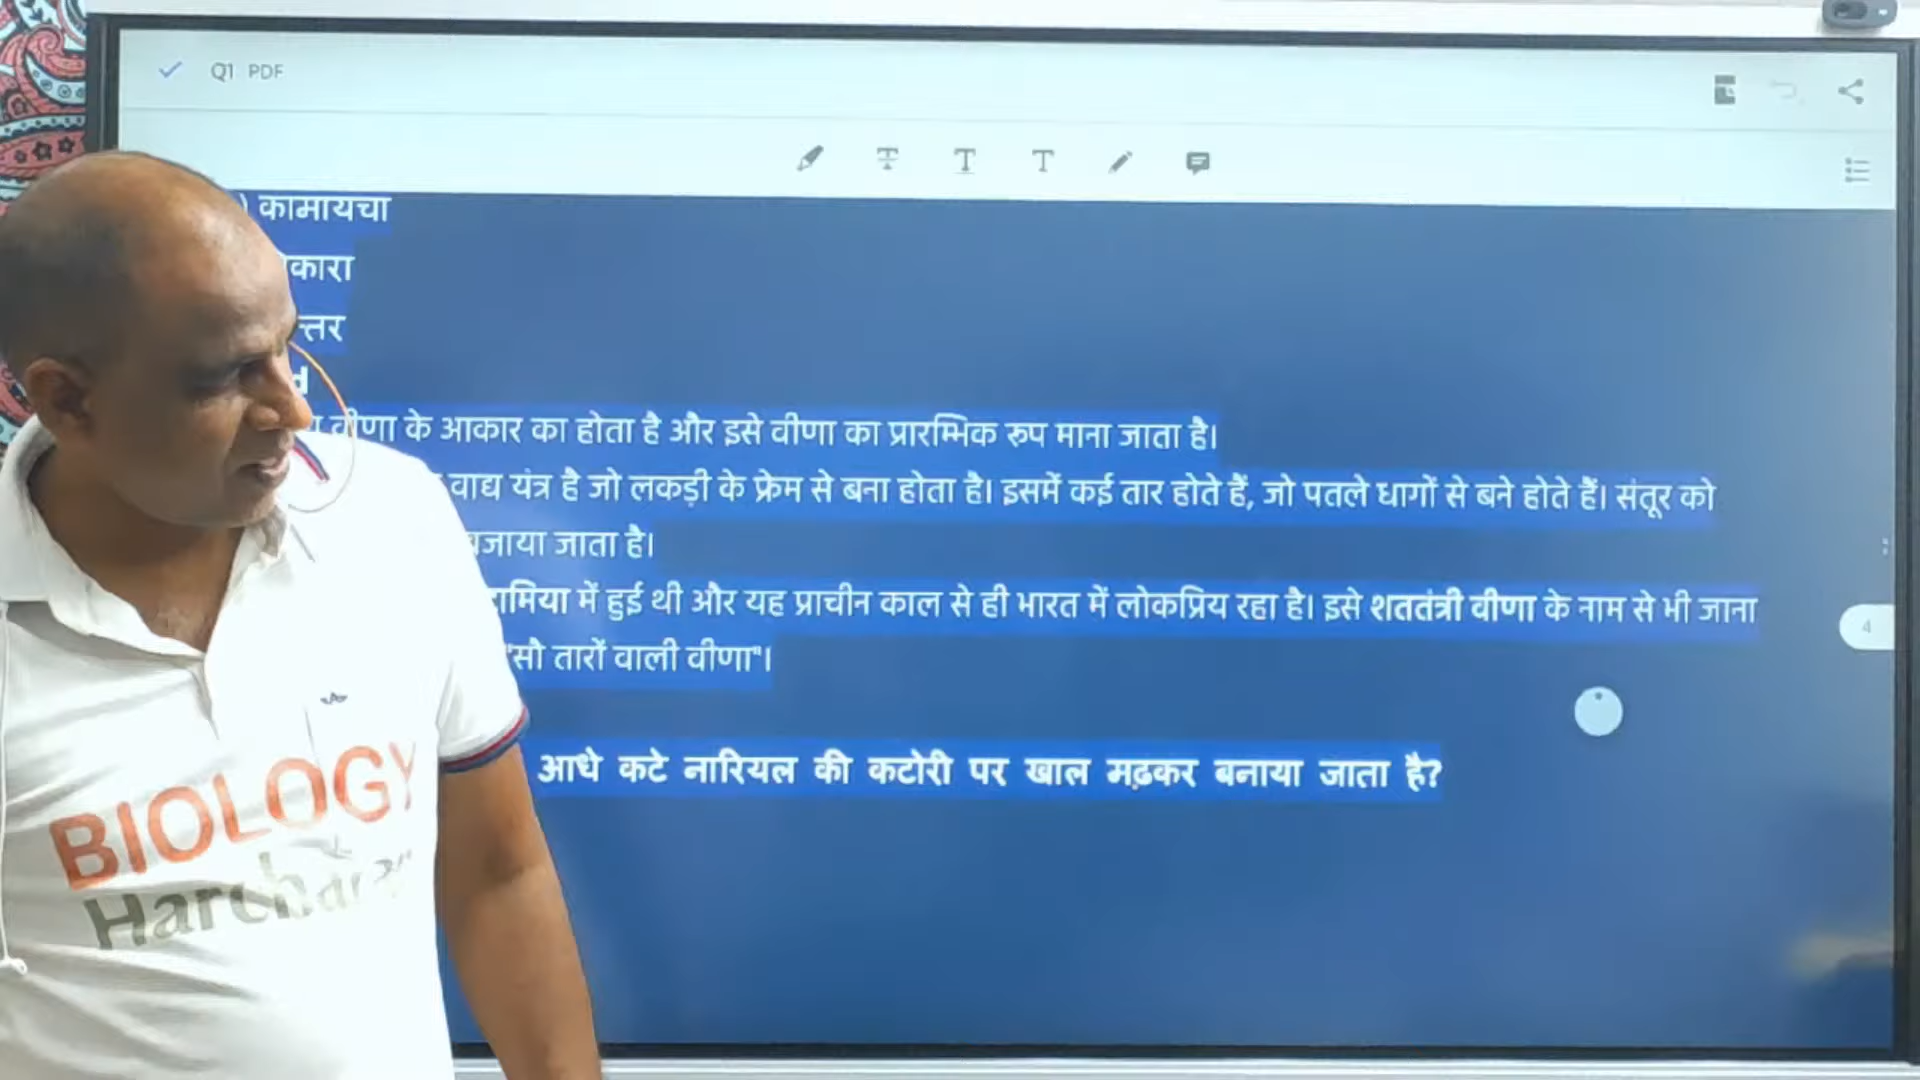 Q1 PDF
) कामायचा
कारा
न्तर
d
वीणा के आकार का होता है और इसे वीणा का प्रारम्भिक रूप माना जाता है।
वाद्य यंत्र है जो लकड़ी के फ्रेम से बना होता है। इसमें कई तार होते हैं, जो पतले धागों से बने होते हैं। संतूर को
बजाया जाता है।
में हुई थी और यह प्राचीन काल से ही भारत में लोकप्रिय रहा है। इसे शततंत्री वीणा के नाम से भी जाना
4
"सौ तारों वाली वीणा"।
आधे कटे नारियल की कटोरी पर खाल मढ़कर बनाया जाता है?
BIOLOGY